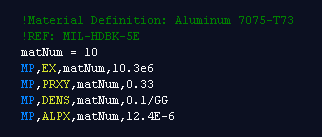 !Material Definition: Aluminum 7075-T73
!REF: MIL-HDBK-5E
matNum = 10
MP,EX,matNum,10.3e6
MP,PRXY,matNum,0.33
MP,DENS,matNum,0.1/GG
MP,ALPX,matNum,12.4E-6